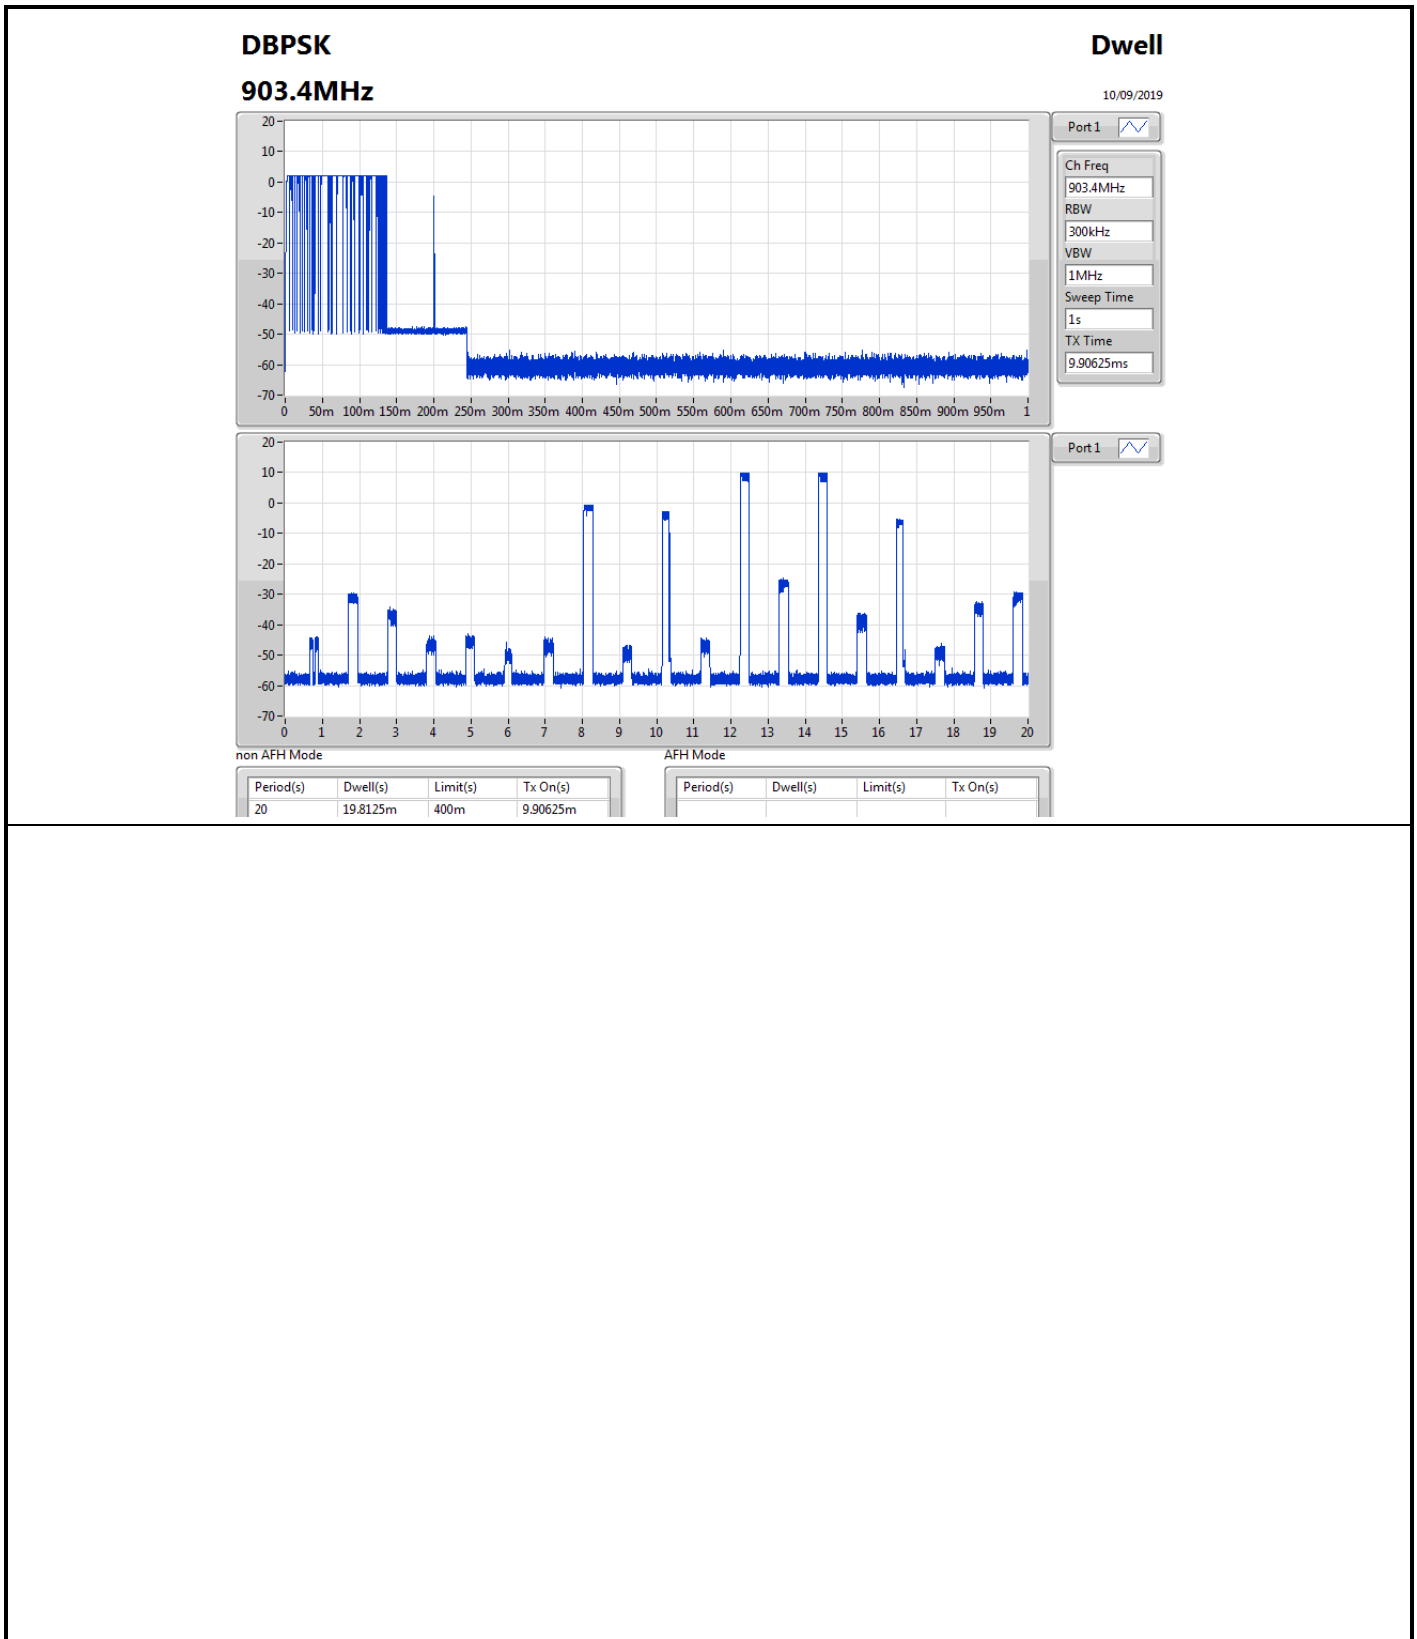 DBPSK Dwell
903.4MHz
10/09/2019
20
10
0
-10
-20
-30
-40
-50
-60
-70
0 50m 100m 150m 200m 250m 300m 350m 400m 450m 500m 550m 600m 650m 700m 750m 800m 850m 900m 950m 1
Port 1
Ch Freq
903.4MHz
RBW
300kHz
VBW
1MHz
Sweep Time
1s
TX Time
9.90625ms
20
10
0
-10
-20
-30
-40
-50
-60
-70
0 1 2 3 4 5 6 7 8 9 10 11 12 13 14 15 16 17 18 19 20
Port 1
non AFH Mode
Period(s) Dwell(s) Limit(s) Tx On(s)
20 19.8125m 400m 9.90625m
AFH Mode
Period(s) Dwell(s) Limit(s) Tx On(s)